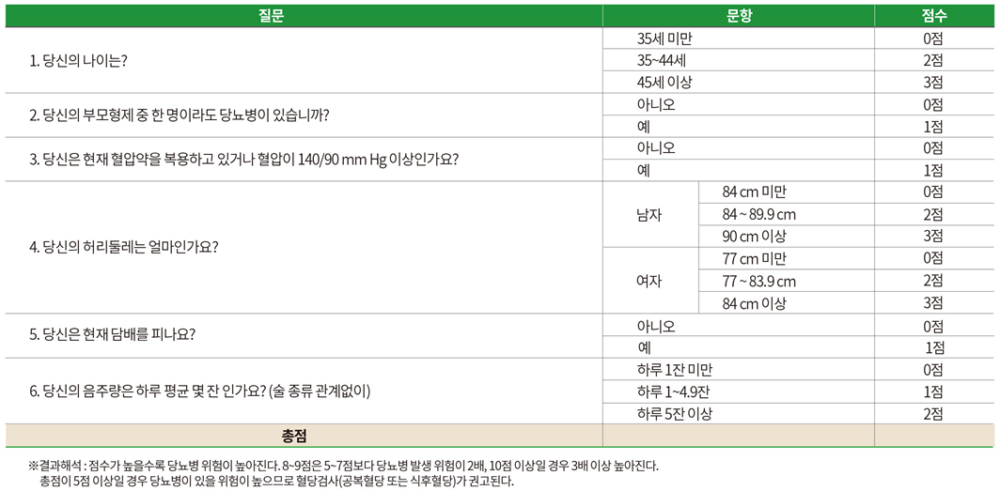 질문 문항 점수
1. 당신의 나이는?
35세 미만 0점
35~44세 2점
45세 이상 3점
2. 당신의 부모형제 중 한 명이라도 당뇨병이 있습니까?
아니오 0점
예 1점
3. 당신은 현재 혈압약을 복용하고 있거나 혈압이 140/90 mm Hg 이상인가요?
아니오 0점
예 1점
4. 당신의 허리둘레는 얼마인가요?
남자
84 cm 미만 0점
84 ~ 89.9 cm 2점
90 cm 이상 3점
여자
77 cm 미만 0점
77 ~ 83.9 cm 2점
84 cm 이상 3점
5. 당신은 현재 담배를 피나요?
아니오 0점
예 1점
6. 당신의 음주량은 하루 평균 몇 잔 인가요? (술 종류 관계없이)
하루 1잔 미만 0점
하루 1~4.9잔 1점
하루 5잔 이상 2점
총점
※결과해석 : 점수가 높을수록 당뇨병 위험이 높아진다. 8~9점은 5~7점보다 당뇨병 발생 위험이 2배, 10점 이상일 경우 3배 이상 높아진다.
총점이 5점 이상일 경우 당뇨병이 있을 위험이 높으므로 혈당검사(공복혈당 또는 식후혈당)가 권고된다.